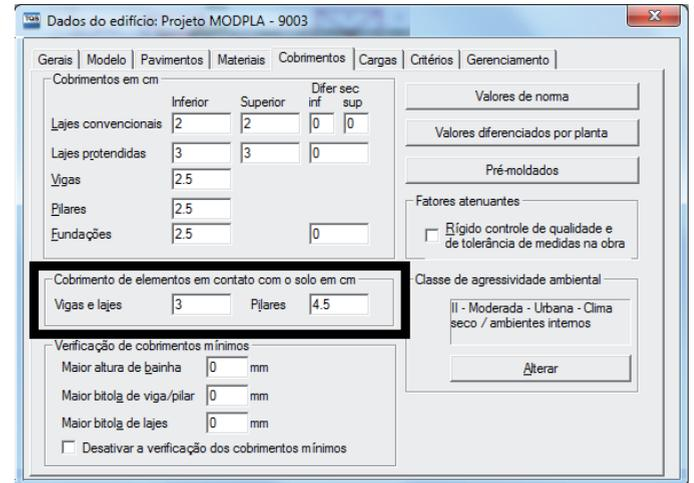 TQS Dados do edifício: Projeto MODPLA - 9003 x
Gerais Modelo Pavimentos Materiais Cobrimentos Cargas Critérios Gerenciamento
Cobrimentos em cm
Difer sec
Inferior Superior inf sup
Lajes convencionais 2 2 0 0
Lajes protendidas 3 3 0
Vigas 2.5
Pilares 2.5
Fundações 2.5 0
Cobrimento de elementos em contato com o solo em cm
Vigas e lajes 3 Pilares 4.5
Verificação de cobrimentos mínimos
Maior altura de bainha 0 mm
Maior bitola de viga/pilar 0 mm
Maior bitola de lajes 0 mm
Desativar a verificação dos cobrimentos mínimos
Valores de norma
Valores diferenciados por planta
Pré-moldados
Fatores atenuantes
Rígido controle de qualidade e
de tolerância de medidas na obra
Classe de agressividade ambiental
II - Moderada - Urbana - Clima
seco / ambientes internos
Alterar